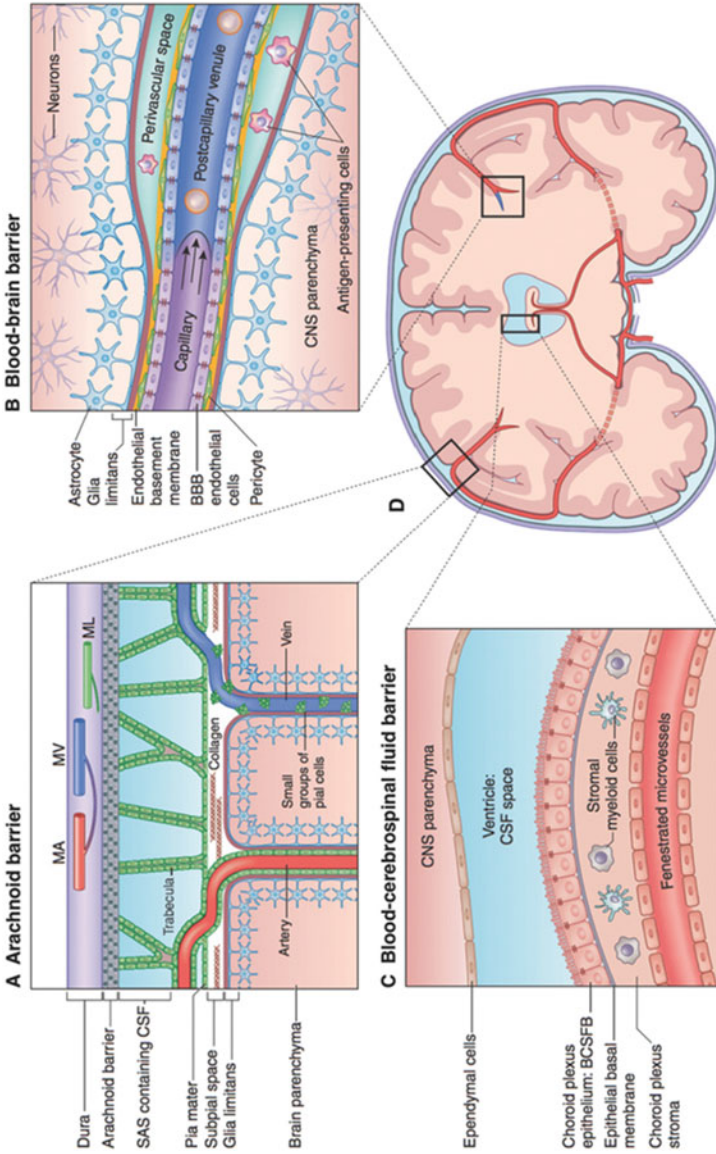 A Arachnoid barrier
MA
MV
ML
Dura
Arachnoid barrier
SAS containing CSF
Trabecula
Pia mater
Subpial space
Glia limitans
Collagen
Small
groups of
pial cells
Artery
Vein
Brain parenchyma
B Blood-brain barrier
Neurons
Perivascular space
Postcapillary venule
Capillary
CNS parenchyma
Antigen-presenting cells
Astrocyte
Glia
limitans
Endothelial
basement
membrane
BBB
endothelial
cells
Pericyte
C Blood-cerebrospinal fluid barrier
CNS parenchyma
Ventricle:
CSF space
Stromal
myeloid cells
Fenestrated microvessels
Ependymal cells
Choroid plexus
epithelium: BCSFB
Epithelial basal
membrane
Choroid plexus
stroma
D